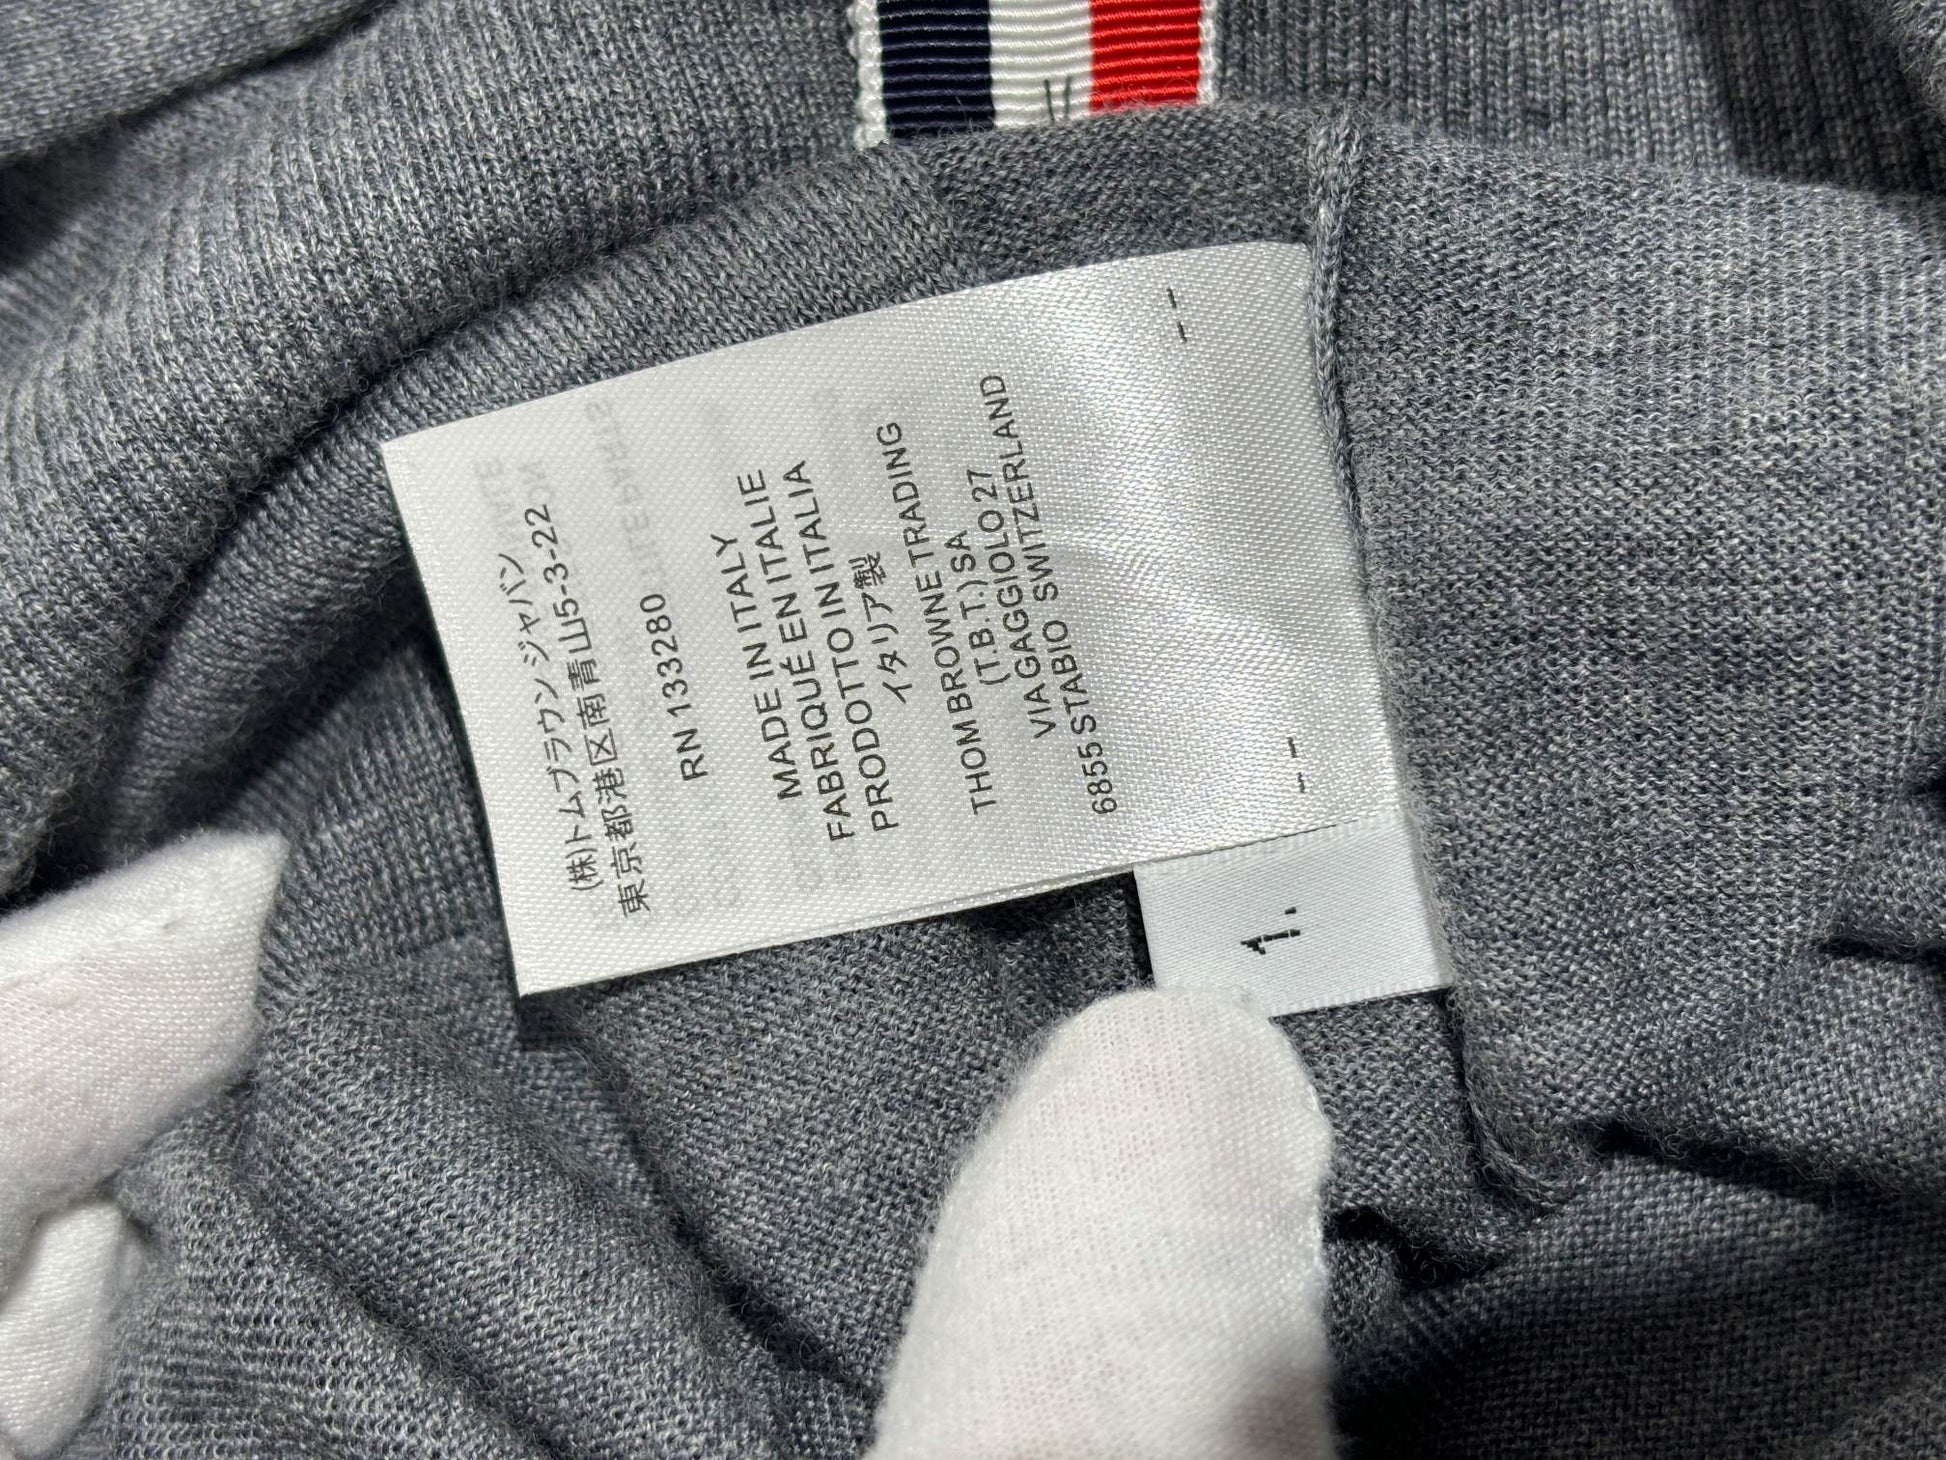 (株)トムブラウン ジャパン
東京都港区南青山5-3-22
RN 133280
MADE IN ITALY
FABRIQUÉ EN ITALIE
PRODOTTO IN ITALIA
イタリア製
THOM BROWNE TRADING
(T.B.T.) SA
VIA GAGGIOLO 27
6855 STABIO SWITZERLAND
1.